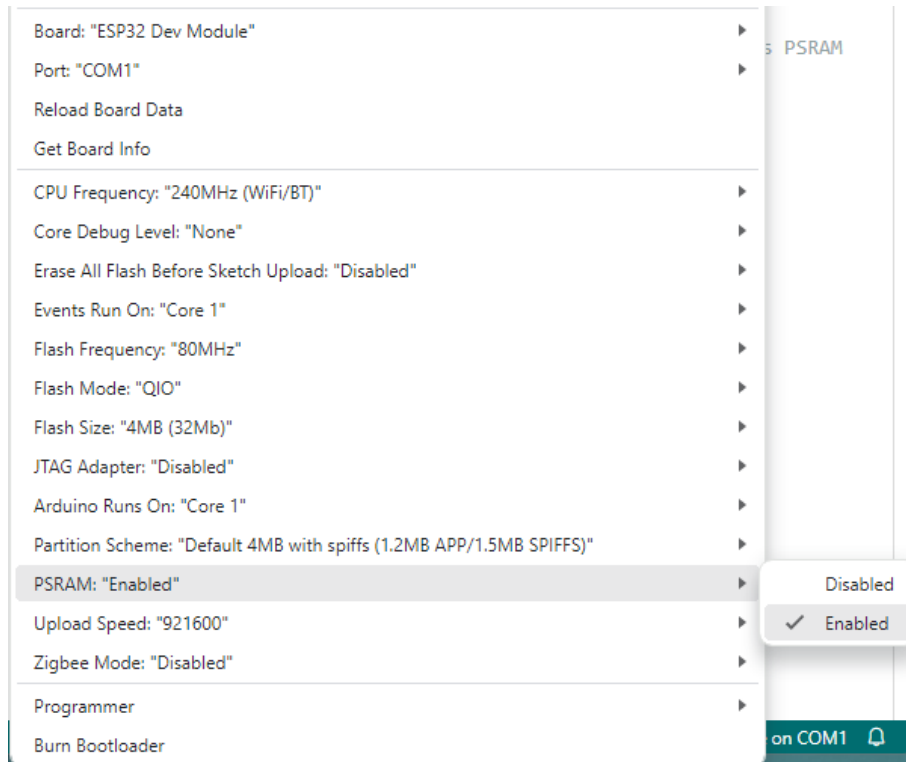 Board: "ESP32 Dev Module"
s PSRAM
Port: "COM1"
Reload Board Data
Get Board Info
CPU Frequency: "240MHz (WiFi/BT)"
Core Debug Level: "None"
Erase All Flash Before Sketch Upload: "Disabled"
Events Run On: "Core 1"
Flash Frequency: "80MHz"
Flash Mode: "QIO"
Flash Size: "4MB (32Mb)"
JTAG Adapter: "Disabled"
Arduino Runs On: "Core 1"
Partition Scheme: "Default 4MB with spiffs (1.2MB APP/1.5MB SPIFFS)"
PSRAM: "Enabled"
Disabled
Enabled
Upload Speed: "921600"
Zigbee Mode: "Disabled"
Programmer
Burn Bootloader
on COM1